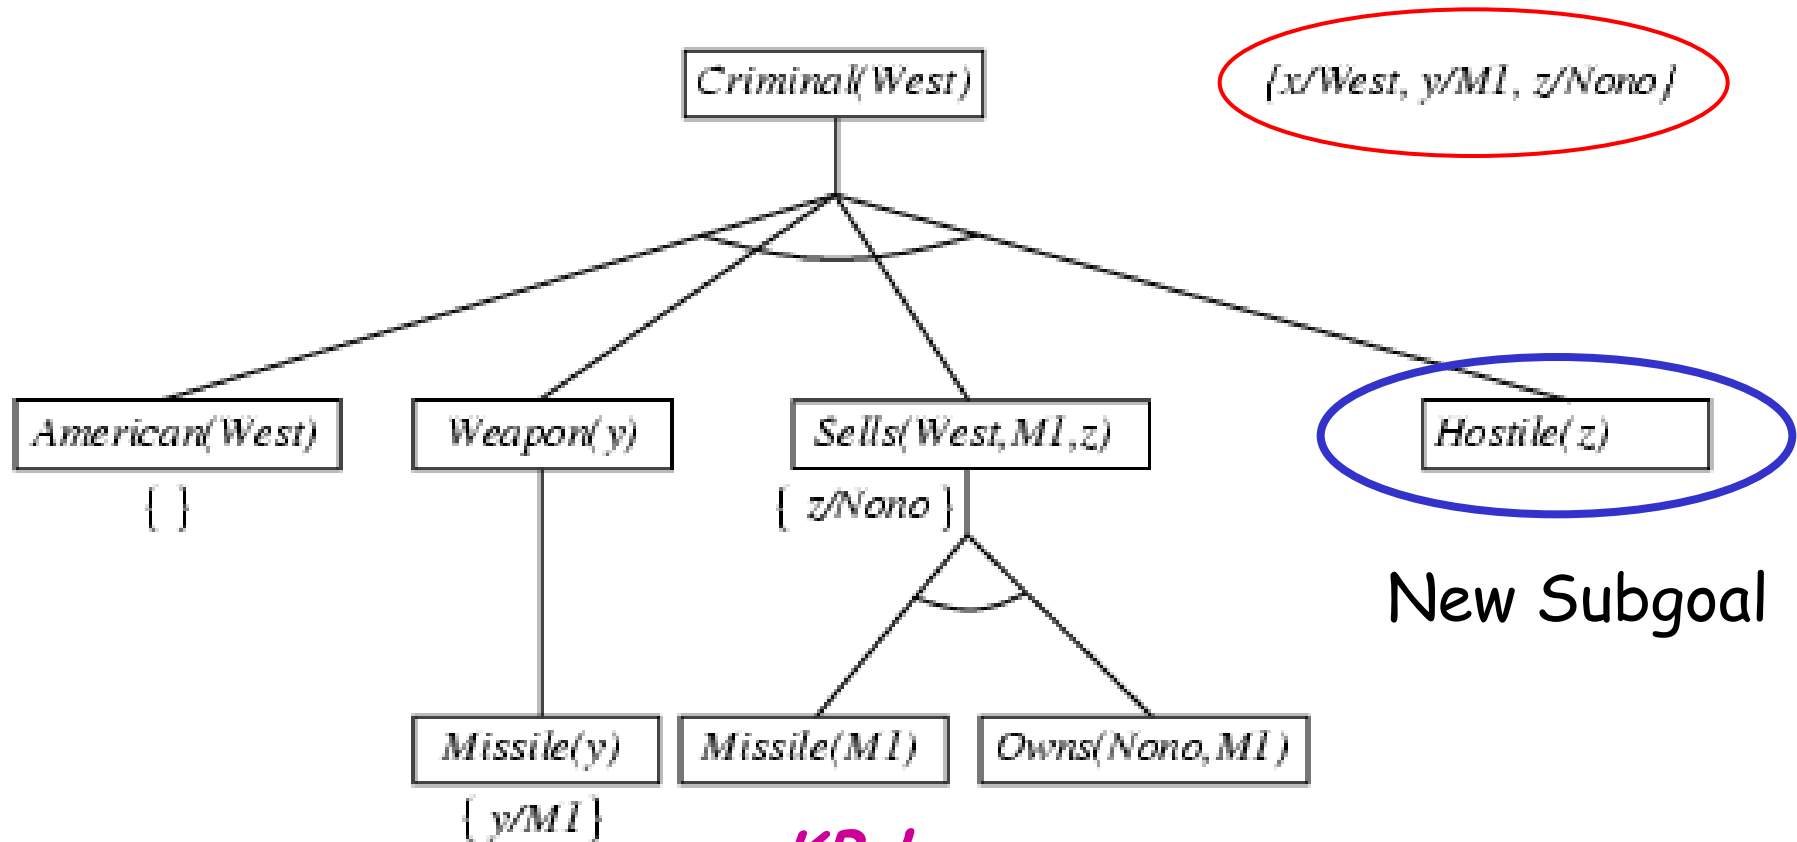 Criminal(West)
{x/West, y/M1, z/Nono}
American(West)
Weapon(y)
Sells(West,M1,z)
Hostile(z)
{ }
{ z/Nono }
New Subgoal
Missile(y)
Missile(M1)
Owns(Nono,M1)
{ y/M1 }